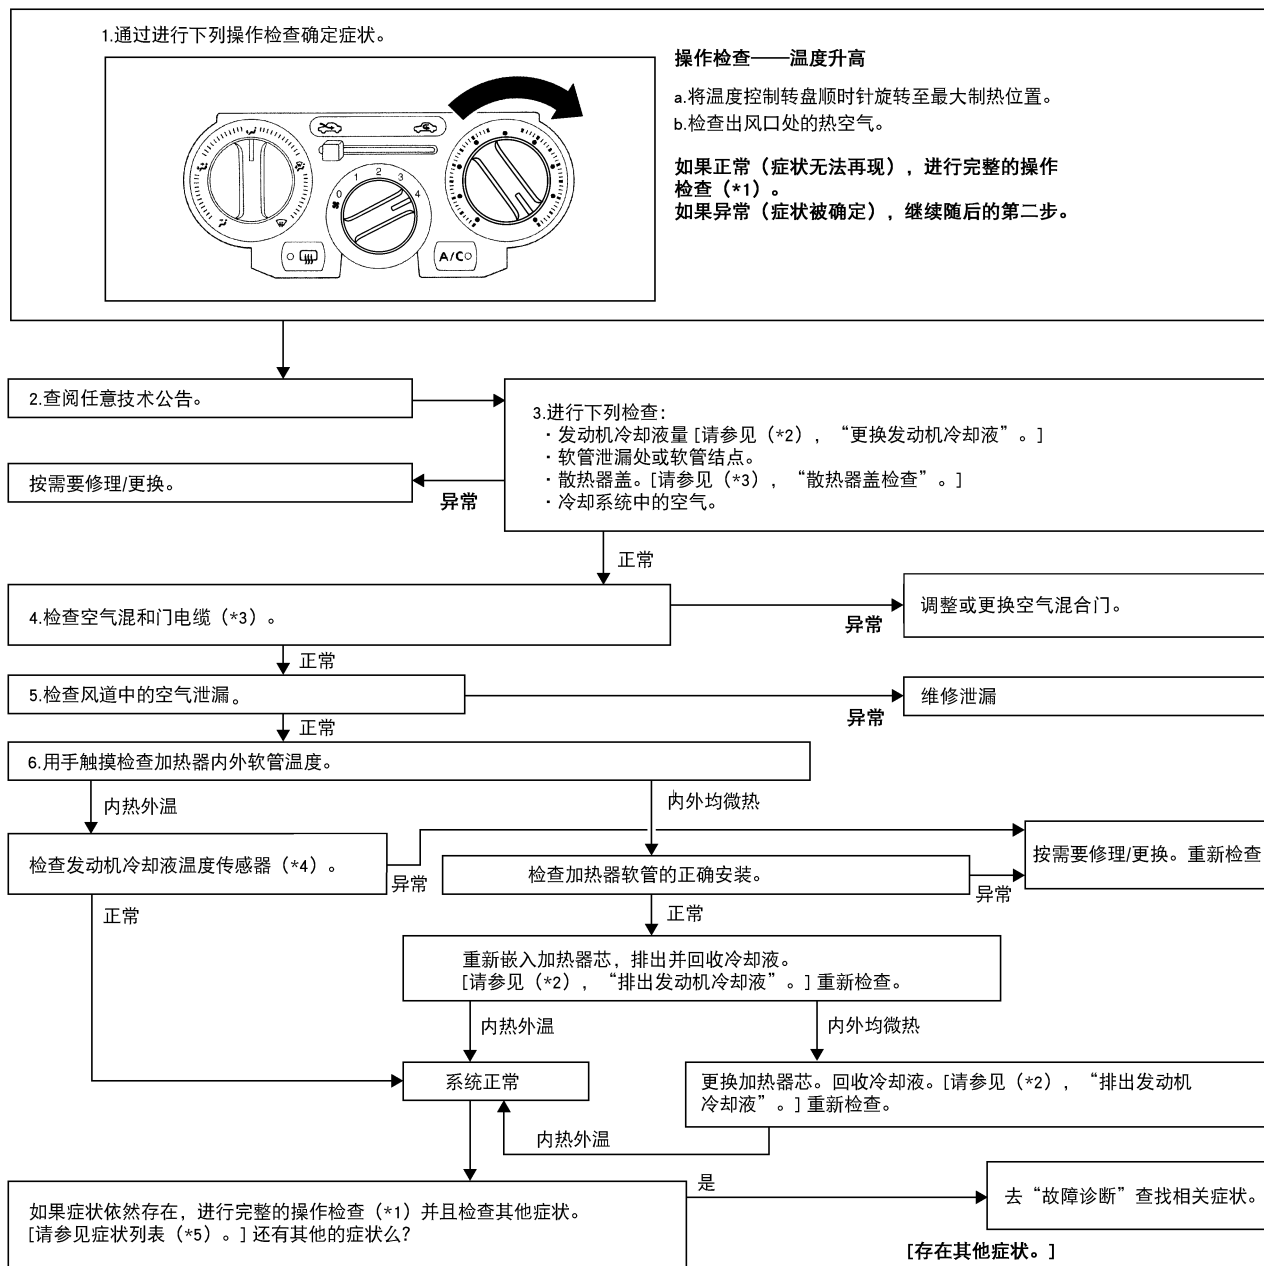 1.通过进行下列操作检查确定症状。
0
1
2
3
4
A/C
操作检查——温度升高
a.将温度控制转盘顺时针旋转至最大制热位置。
b.检查出风口处的热空气。
如果正常（症状无法再现），进行完整的操作
检查（*1）。
如果异常（症状被确定），继续随后的第二步。
2.查阅任意技术公告。
3.进行下列检查：
·发动机冷却液量 [请参见（*2），“更换发动机冷却液”。]
·软管泄漏处或软管结点。
·散热器盖。[请参见（*3），“散热器盖检查”。]
·冷却系统中的空气。
按需要修理/更换。
异常
正常
4.检查空气混和门电缆（*3）。
异常
调整或更换空气混合门。
正常
5.检查风道中的空气泄漏。
异常
维修泄漏
正常
6.用手触摸检查加热器内外软管温度。
内热外温
内外均微热
检查发动机冷却液温度传感器（*4）。
异常
检查加热器软管的正确安装。
异常
按需要修理/更换。重新检查
正常
正常
重新嵌入加热器芯，排出并回收冷却液。
[请参见（*2），“排出发动机冷却液”。] 重新检查。
内热外温
内外均微热
系统正常
更换加热器芯。回收冷却液。[请参见（*2），“排出发动机
冷却液”。] 重新检查。
内热外温
如果症状依然存在，进行完整的操作检查（*1）并且检查其他症状。
[请参见症状列表（*5）。] 还有其他的症状么？
是
去“故障诊断”查找相关症状。
[存在其他症状。]